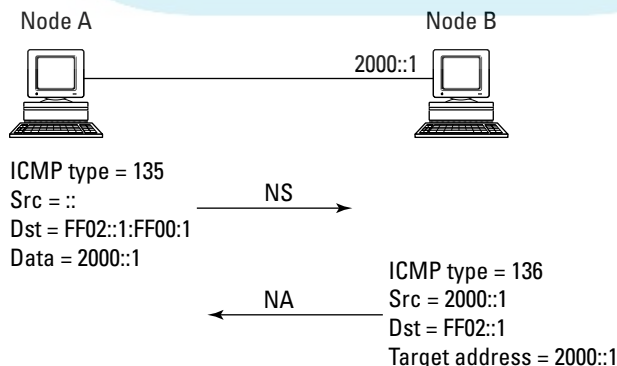 Node A
Node B
2000::1
ICMP type = 135
Src = ::
Dst = FF02::1:FF00:1
Data = 2000::1
NS
NA
ICMP type = 136
Src = 2000::1
Dst = FF02::1
Target address = 2000::1